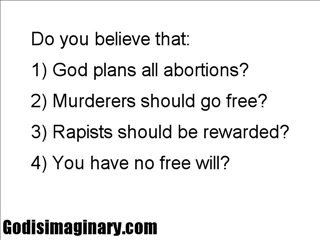 Do you believe that:
1) God plans all abortions?
2) Murderers should go free?
3) Rapists should be rewarded?
4) You have no free will?
Godisimaginary.com